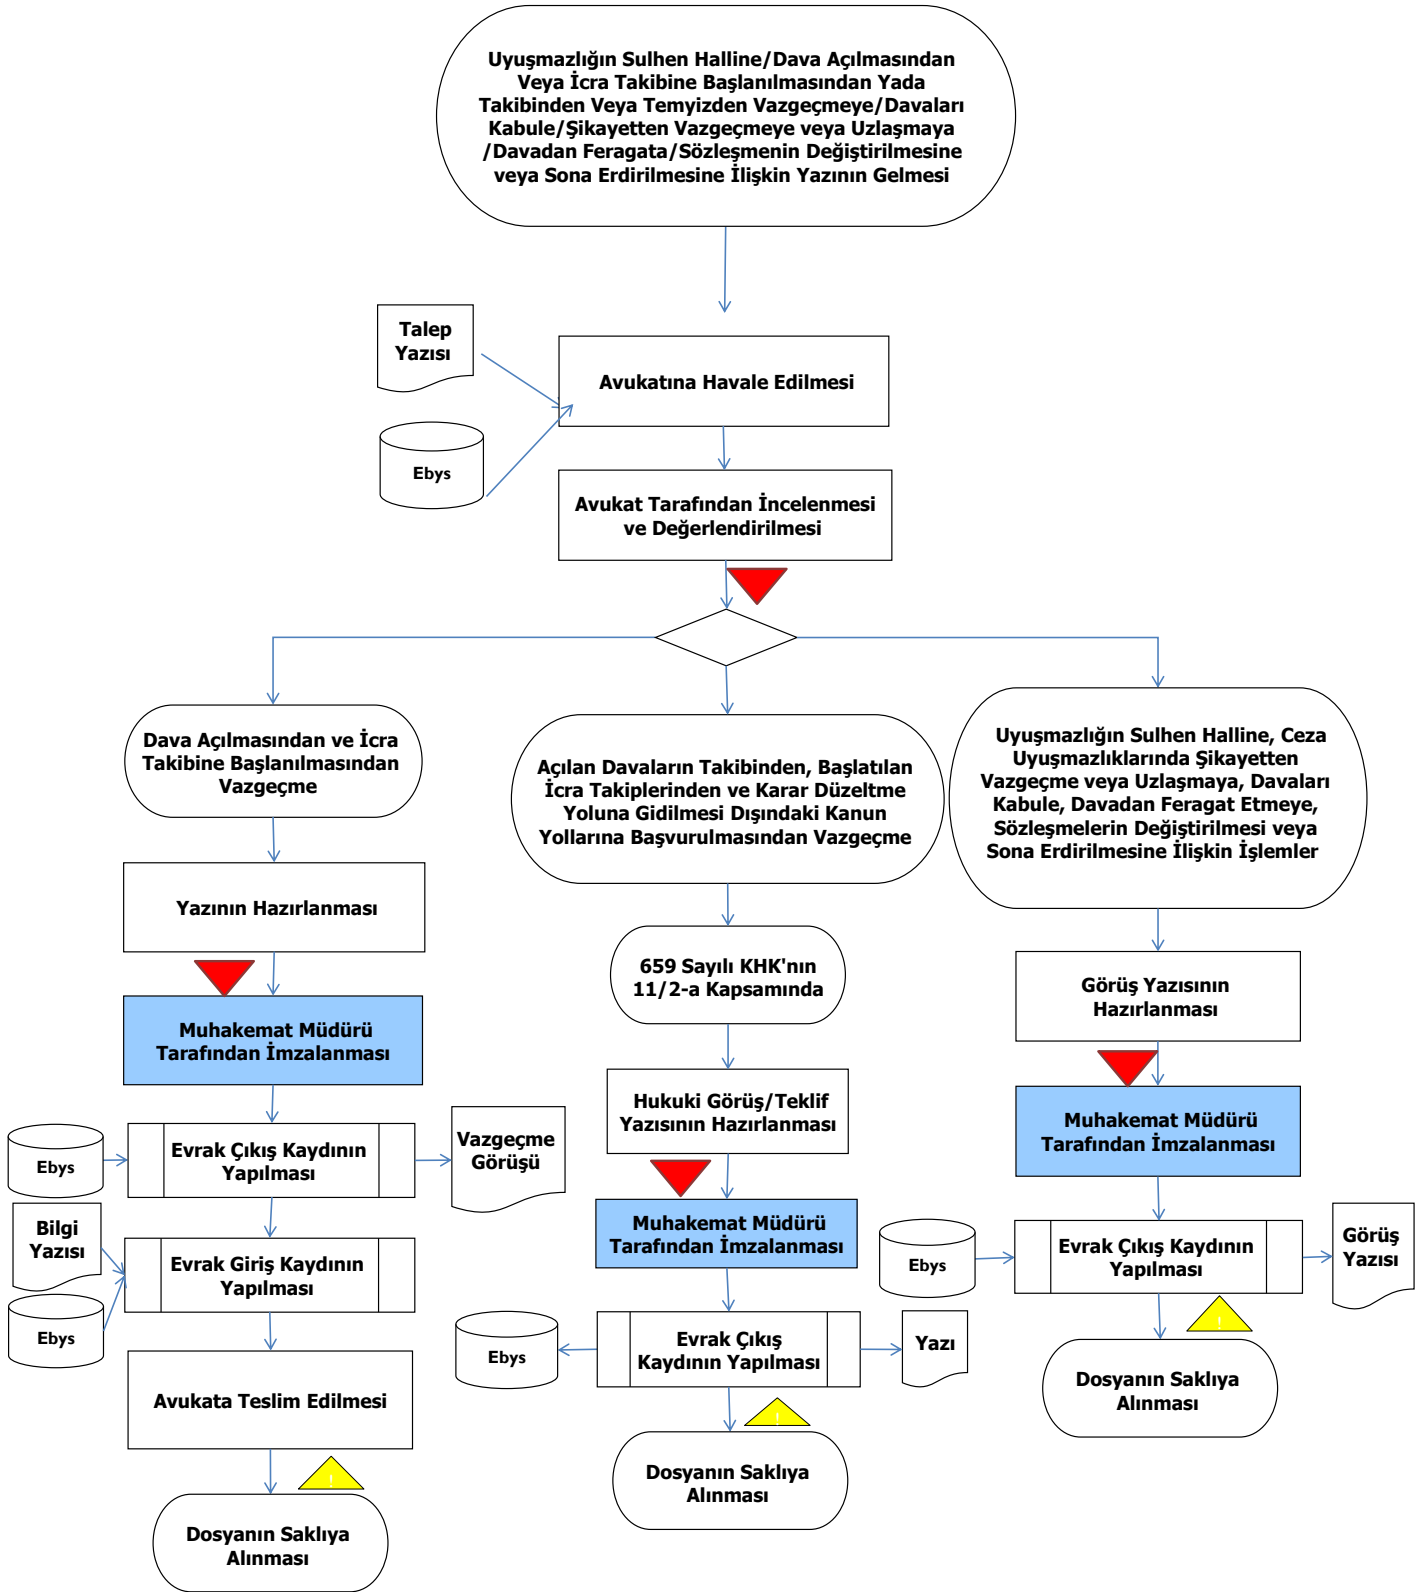 Uyuşmazlığın Sulhen Halline/Dava Açılmasından
Veya İcra Takibine Başlanılmasından Yada
Takibinden Veya Temyizden Vazgeçmeye/Davaları
Kabule/Şikayetten Vazgeçmeye veya Uzlaşmaya
/Davadan Feragata/Sözleşmenin Değiştirilmesine
veya Sona Erdirilmesine İlişkin Yazının Gelmesi
Talep
Yazısı
Avukatına Havale Edilmesi
Ebys
Avukat Tarafından İncelenmesi
ve Değerlendirilmesi
Dava Açılmasından ve İcra
Takibine Başlanılmasından
Vazgeçme
Yazının Hazırlanması
Muhakemat Müdürü
Tarafından İmzalanması
Ebys
Evrak Çıkış Kaydının
Yapılması
Vazgeçme
Görüşü
Bilgi
Yazısı
Ebys
Evrak Giriş Kaydının
Yapılması
Avukata Teslim Edilmesi
!
Dosyanın Saklıya
Alınması
Açılan Davaların Takibinden, Başlatılan
İcra Takiplerinden ve Karar Düzeltme
Yoluna Gidilmesi Dışındaki Kanun
Yollarına Başvurulmasından Vazgeçme
659 Sayılı KHK'nın
11/2-a Kapsamında
Hukuki Görüş/Teklif
Yazısının Hazırlanması
Muhakemat Müdürü
Tarafından İmzalanması
Ebys
Evrak Çıkış
Kaydının Yapılması
Yazı
!
Dosyanın Saklıya
Alınması
Uyuşmazlığın Sulhen Halline, Ceza
Uyuşmazlıklarında Şikayetten
Vazgeçme veya Uzlaşmaya, Davaları
Kabule, Davadan Feragat Etmeye,
Sözleşmelerin Değiştirilmesi veya
Sona Erdirilmesine İlişkin İşlemler
Görüş Yazısının
Hazırlanması
Muhakemat Müdürü
Tarafından İmzalanması
Ebys
Evrak Çıkış Kaydının
Yapılması
Görüş
Yazısı
!
Dosyanın Saklıya
Alınması